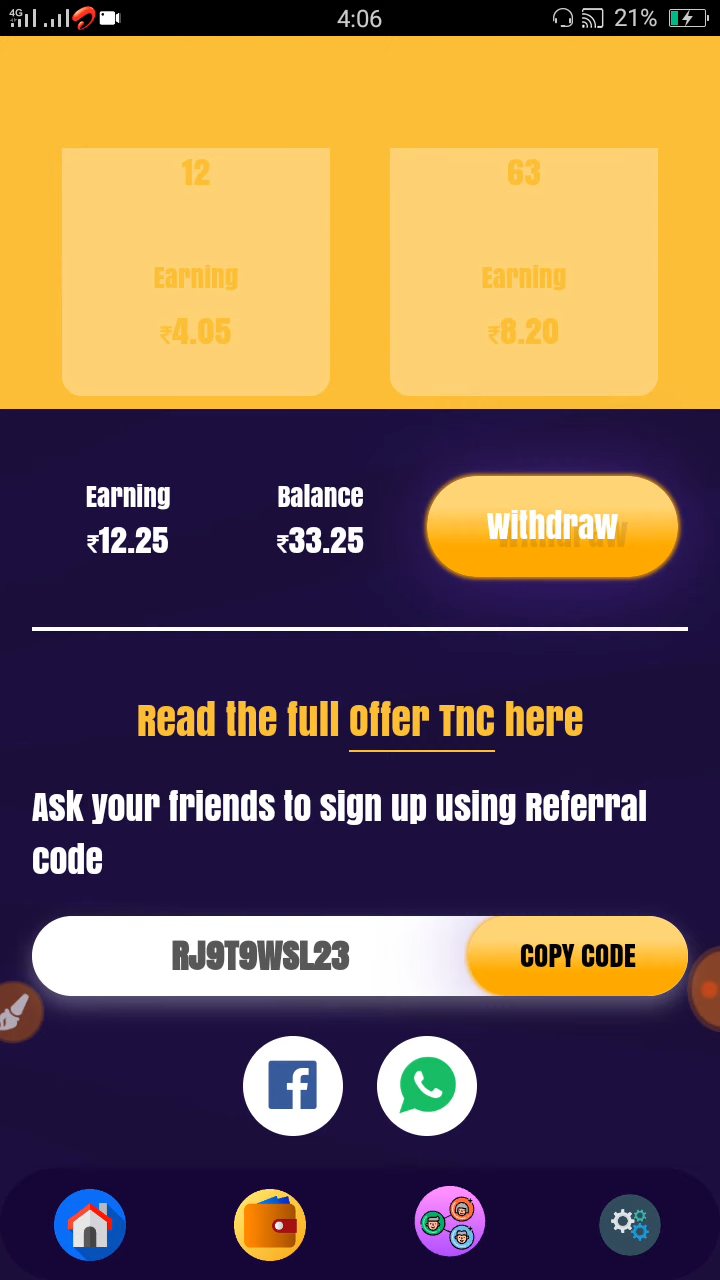 4G 4:06 21%
12 63
Earning Earning
₹4.05 ₹8.20
Earning Balance
₹12.25 ₹33.25 Withdraw
Read the full Offer TnC here
Ask your friends to sign up using Referral
code
RJ9T9WSL23 COPY CODE